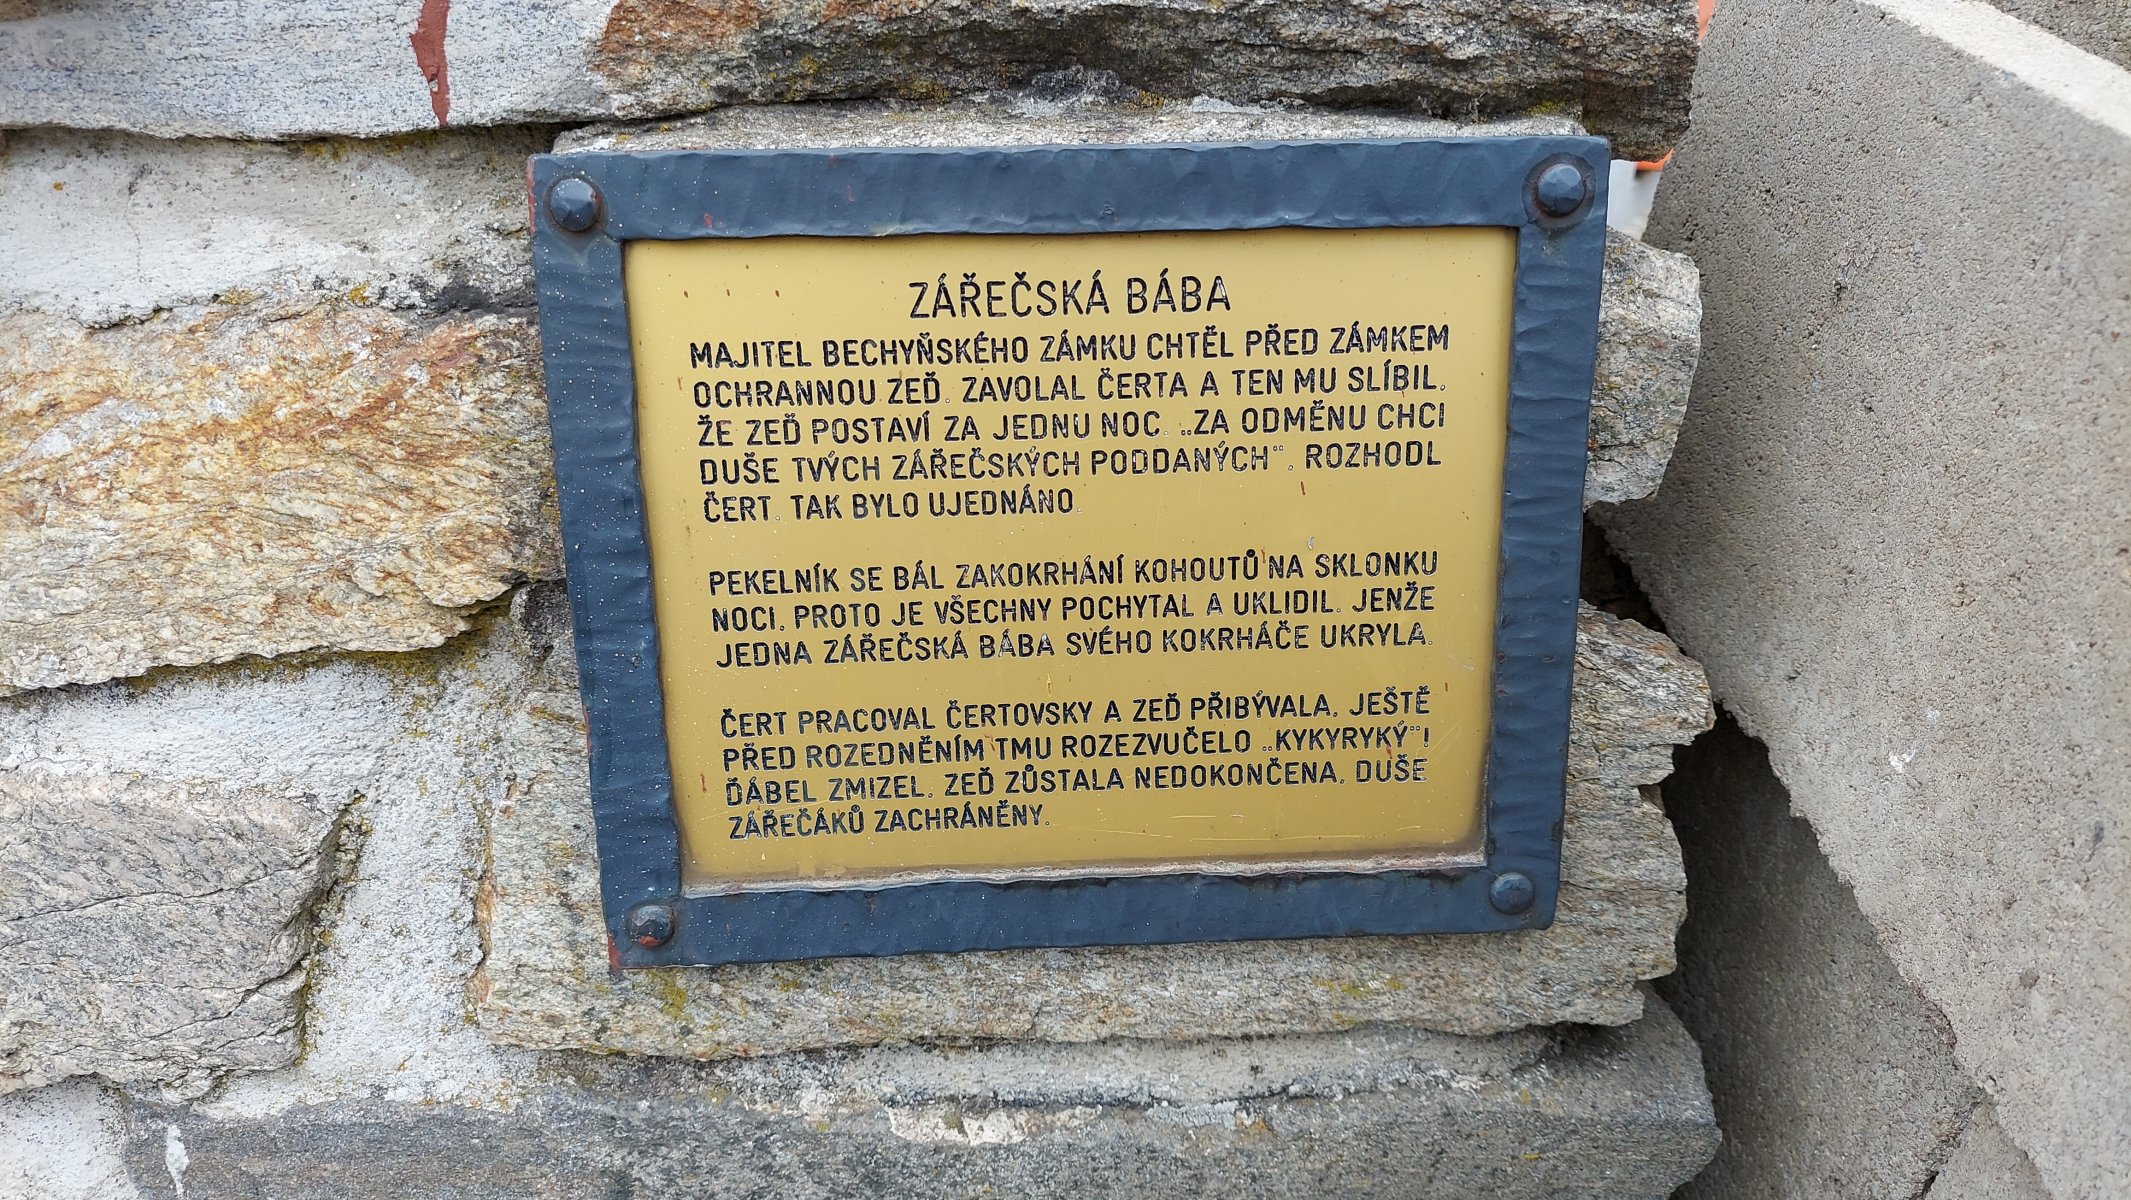 ZÁŘEČSKÁ BÁBA
MAJITEL BECHYŇSKÉHO ZÁMKU CHTĚL PŘED ZÁMKEM
OCHRANNOU ZEĎ. ZAVOLAL ČERTA A TEN MU SLÍBIL,
ŽE ZEĎ POSTAVÍ ZA JEDNU NOC. „ZA ODMĚNU CHCI
DUŠE TVÝCH ZÁŘEČSKÝCH PODDANÝCH“, ROZHODL
ČERT. TAK BYLO UJEDNÁNO.
PEKELNÍK SE BÁL ZAKOKRHÁNÍ KOHOUTŮ NA SKLONKU
NOCI, PROTO JE VŠECHNY POCHYTAL A UKLIDIL. JENŽE
JEDNA ZÁŘEČSKÁ BÁBA SVÉHO KOKRHÁČE UKRYLA.
ČERT PRACOVAL ČERTOVSKY A ZEĎ PŘIBÝVALA. JEŠTĚ
PŘED ROZEDNĚNÍM TMU ROZEZVUČELO „KYKYRYKÝ“!
ĎÁBEL ZMIZEL, ZEĎ ZŮSTALA NEDOKONČENA, DUŠE
ZÁŘEČÁKŮ ZACHRÁNĚNY.